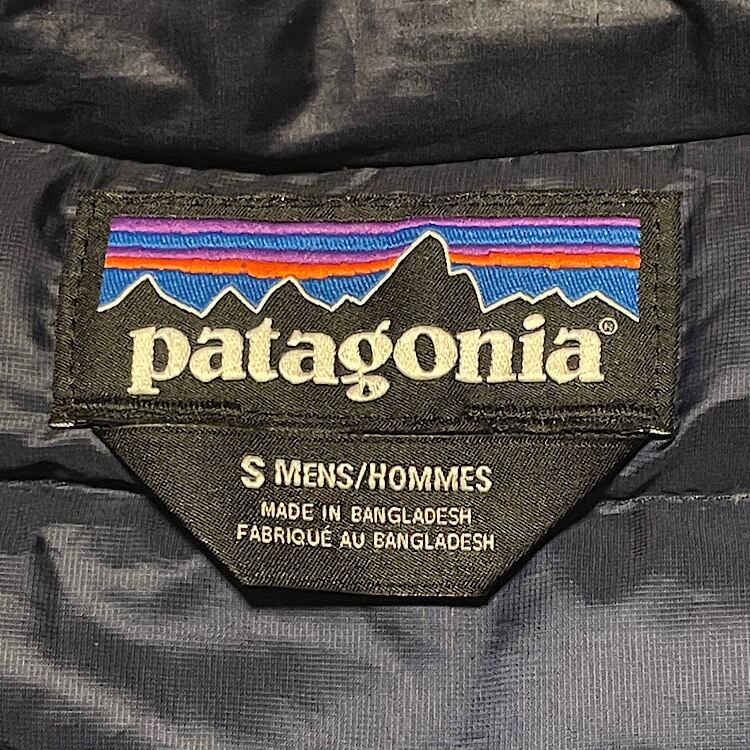 patagonia®
S MENS/HOMMES
MADE IN BANGLADESH
FABRIQUÉ AU BANGLADESH